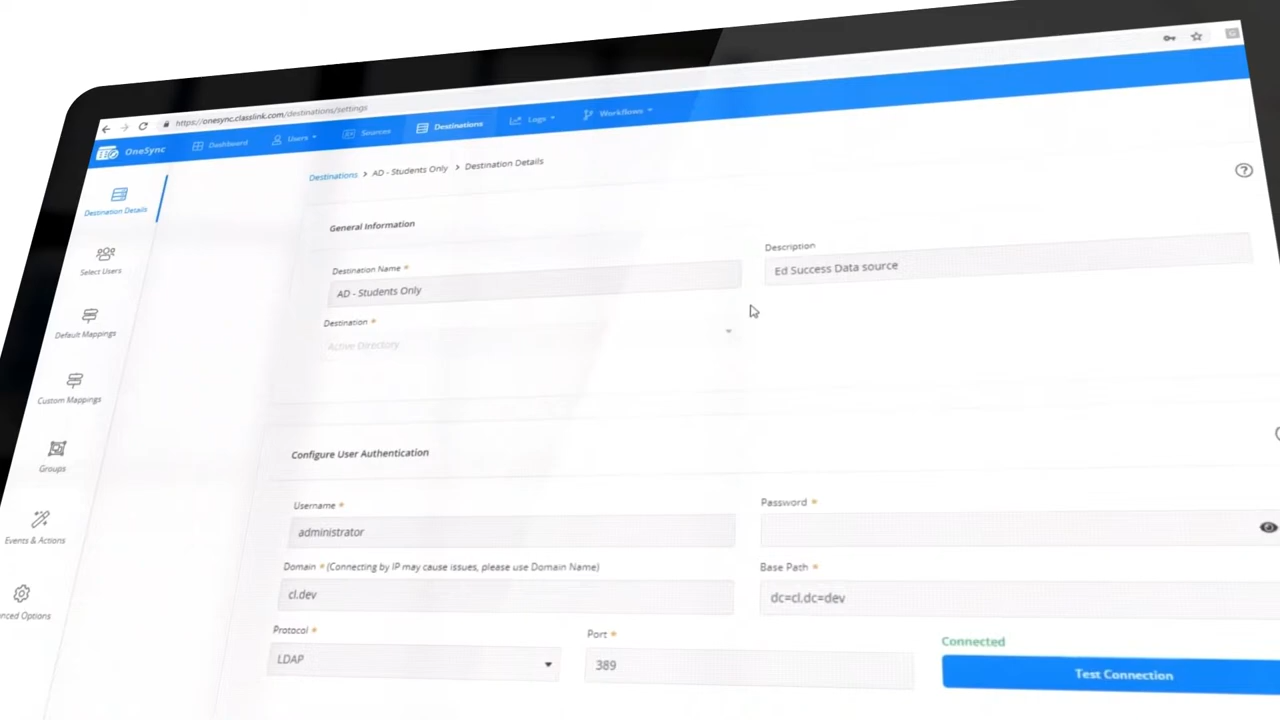 https://onesync.classlink.com/destinations/settings
OneSync
Dashboard
Users
Sources
Destinations
Logs
Workflows
Destinations > AD - Students Only > Destination Details
Destination Details
Select Users
Default Mappings
Custom Mappings
Groups
Events & Actions
nced Options
General Information
Destination Name *
AD - Students Only
Description
Ed Success Data source
Destination *
Active Directory
Configure User Authentication
Username *
administrator
Password *
Domain * (Connecting by IP may cause issues, please use Domain Name)
cl.dev
Base Path *
dc=cl,dc=dev
Protocol *
LDAP
Port *
389
Connected
Test Connection